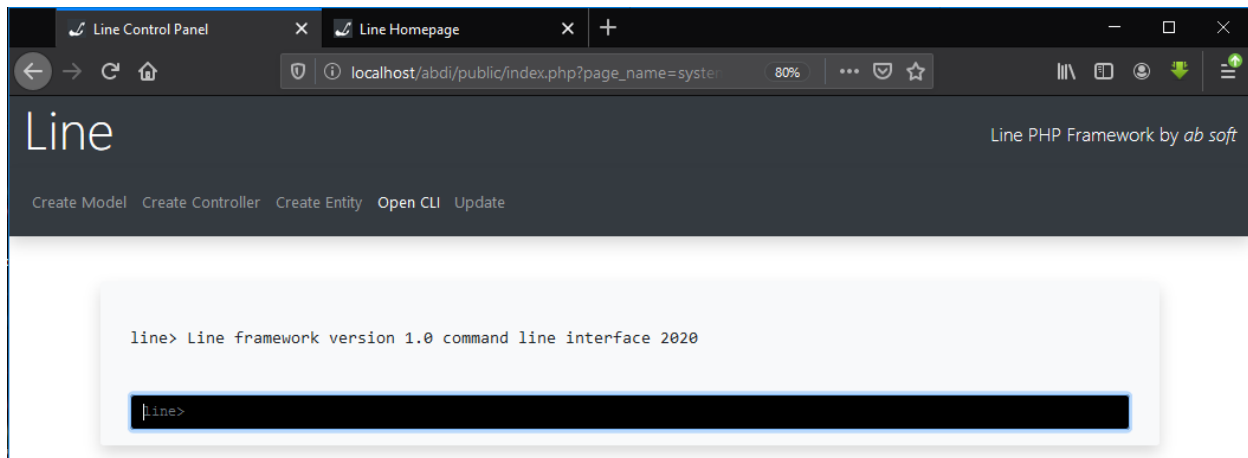 Line Control Panel
Line Homepage
localhost/abdi/public/index.php?page_name=system
80%
Line
Line PHP Framework by ab soft
Create Model Create Controller Create Entity Open CLI Update
line> Line framework version 1.0 command line interface 2020
line>